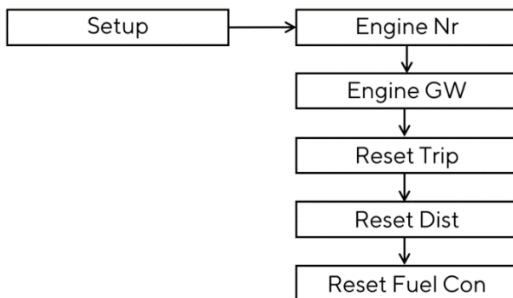 Setup
Engine Nr
Engine GW
Reset Trip
Reset Dist
Reset Fuel Con